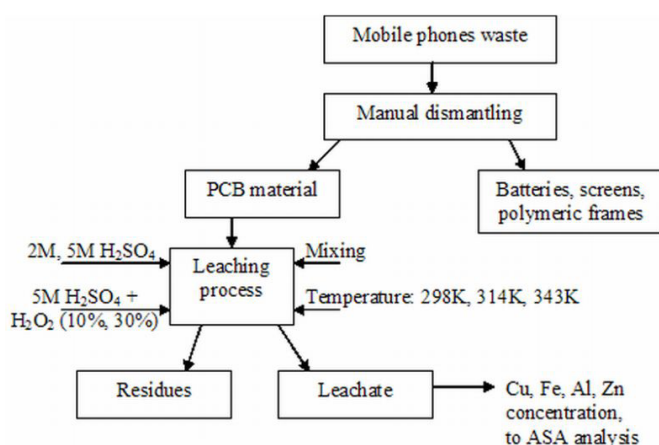 Mobile phones waste
Manual dismantling
PCB material
Batteries, screens,
polymeric frames
2M, 5M H₂SO₄
Leaching
process
Mixing
5M H₂SO₄ +
H₂O₂ (10%, 30%)
Temperature: 298K, 314K, 343K
Residues
Leachate
Cu, Fe, Al, Zn
concentration,
to ASA analysis